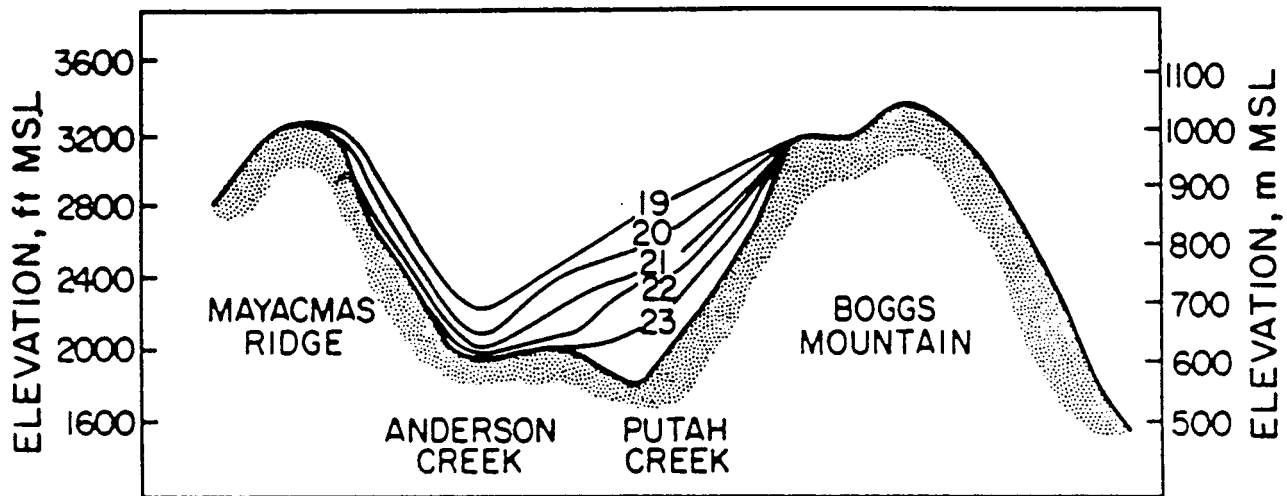 ELEVATION, ft MSL
3600
3200
2800
2400
2000
1600
MAYACMAS
RIDGE
ANDERSON
CREEK
PUTAH
CREEK
19
20
21
22
23
BOGGS
MOUNTAIN
1100
1000
900
800
700
600
500
ELEVATION, m MSL